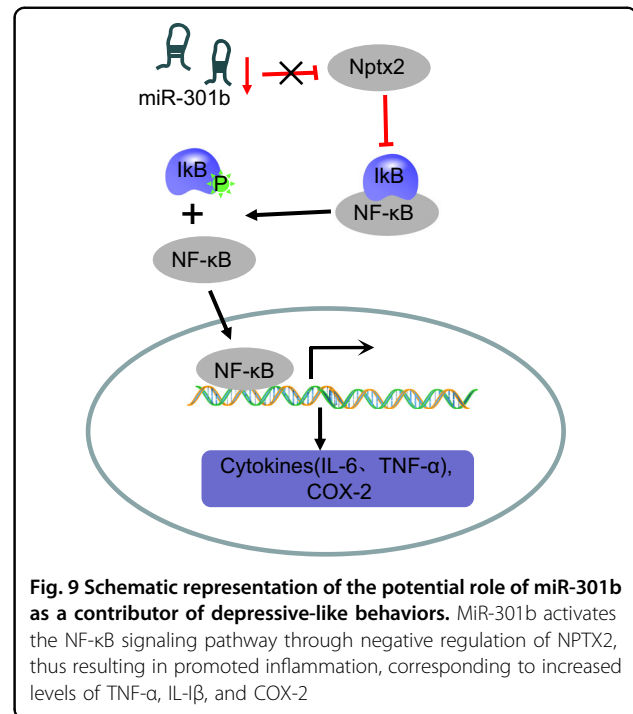 Nptx2
miR-301b
IkB
P
IkB
+
NF-κB
NF-κB
NF-κB
Cytokines(IL-6、TNF-α),
COX-2
Fig. 9 Schematic representation of the potential role of miR-301b
as a contributor of depressive-like behaviors. MiR-301b activates
the NF-κB signaling pathway through negative regulation of NPTX2,
thus resulting in promoted inflammation, corresponding to increased
levels of TNF-α, IL-Iβ, and COX-2